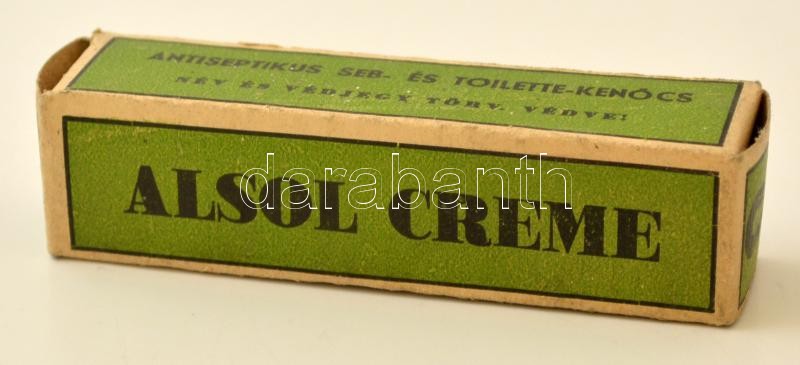 ANTISEPTIKUS SEB- ÉS TOILETTE-KENŐCS
NÉV ÉS VÉDJEGY TÖRV. VÉDVE!
ALSOL CREME
darabanth